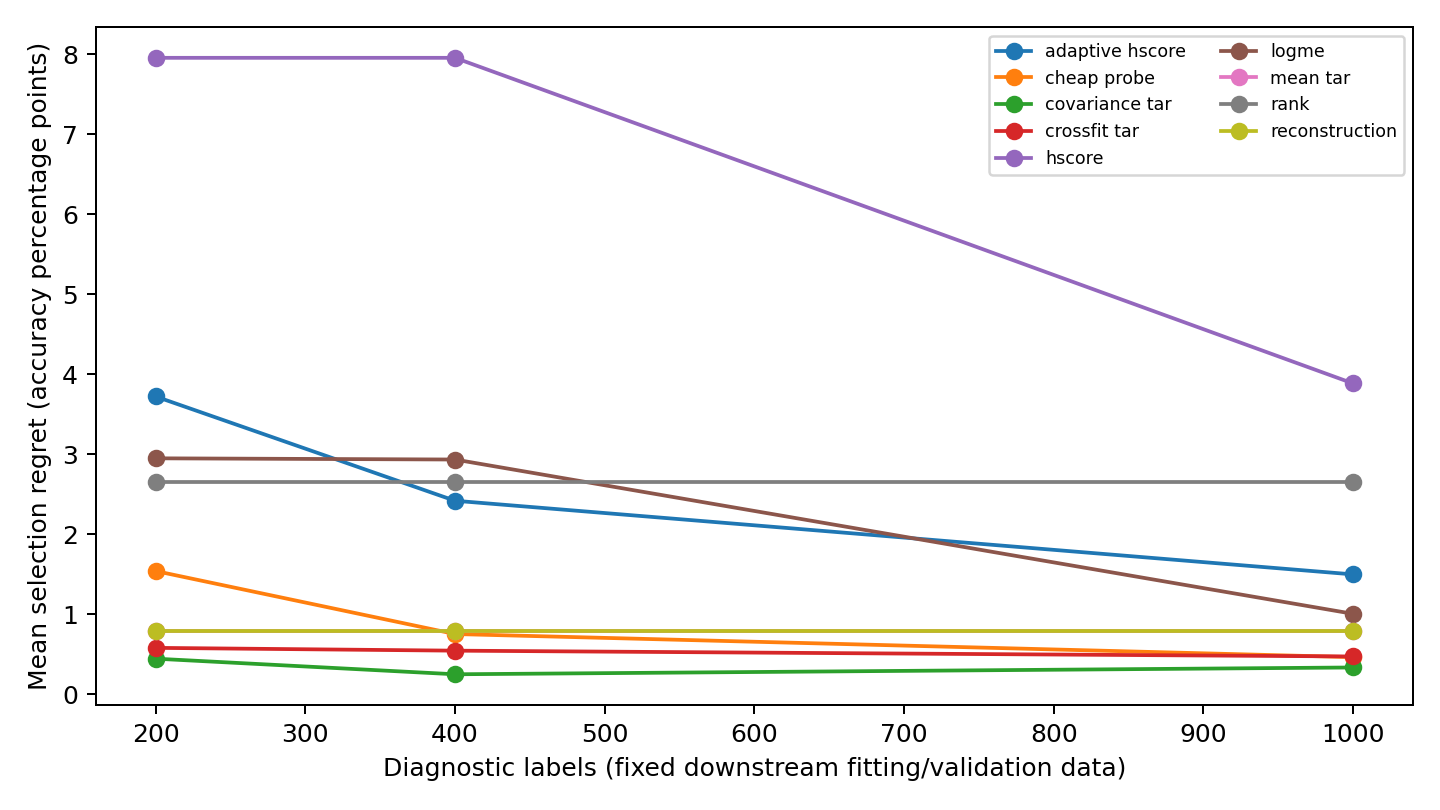 Mean selection regret (accuracy percentage points)
8
7
6
5
4
3
2
1
0
adaptive hscore
cheap probe
covariance tar
crossfit tar
hscore
logme
mean tar
rank
reconstruction
200 300 400 500 600 700 800 900 1000
Diagnostic labels (fixed downstream fitting/validation data)